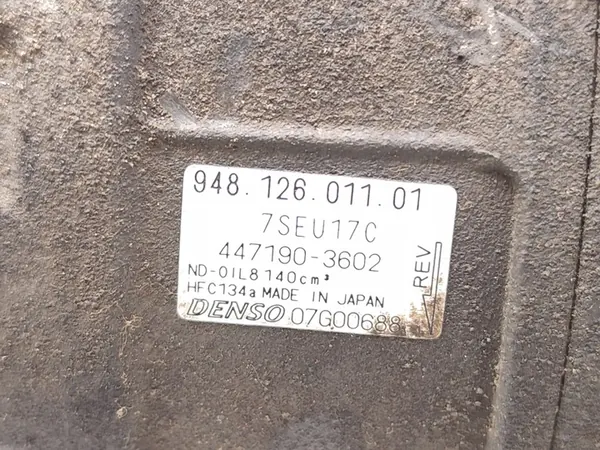 948.126.011.01
7SEU17C
447190-3602
ND-OIL8 140cm³
HFC134a MADE IN JAPAN
DENSO 07G00688
REV